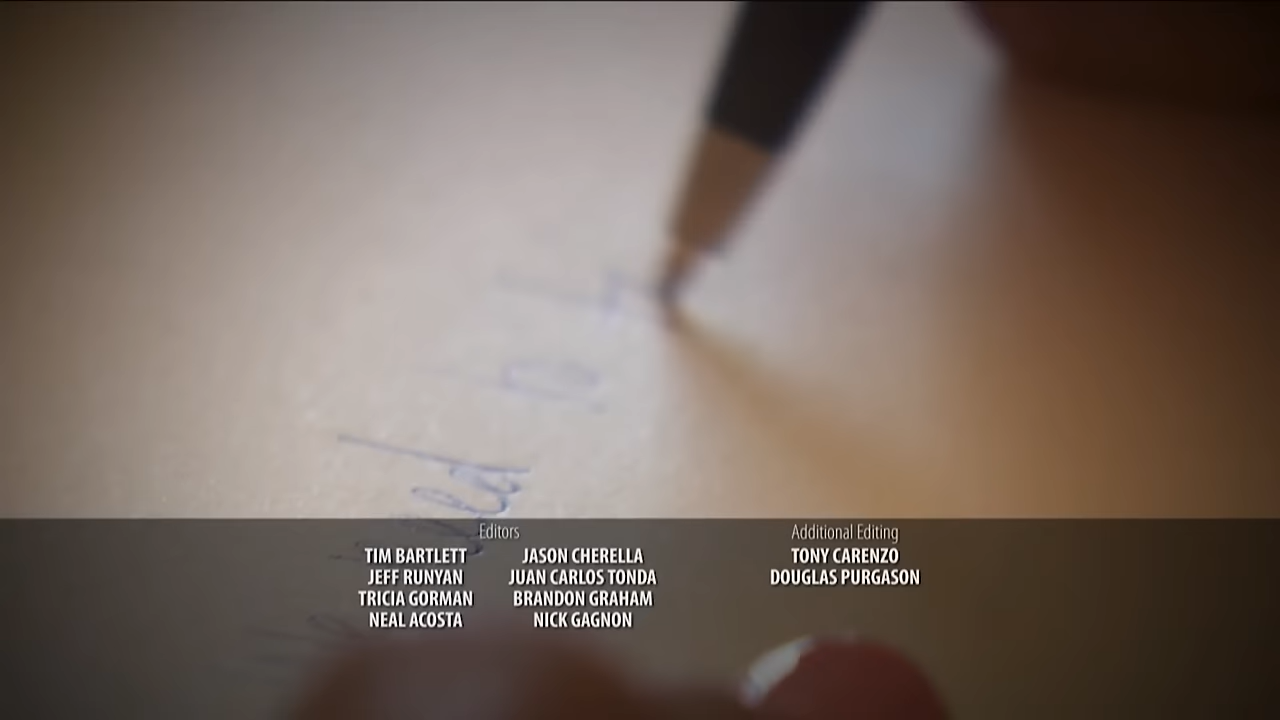 Editors
TIM BARTLETT JASON CHERELLA
JEFF RUNYAN JUAN CARLOS TONDA
TRICIA GORMAN BRANDON GRAHAM
NEAL ACOSTA NICK GAGNON
Additional Editing
TONY CARENZO
DOUGLAS PURGASON